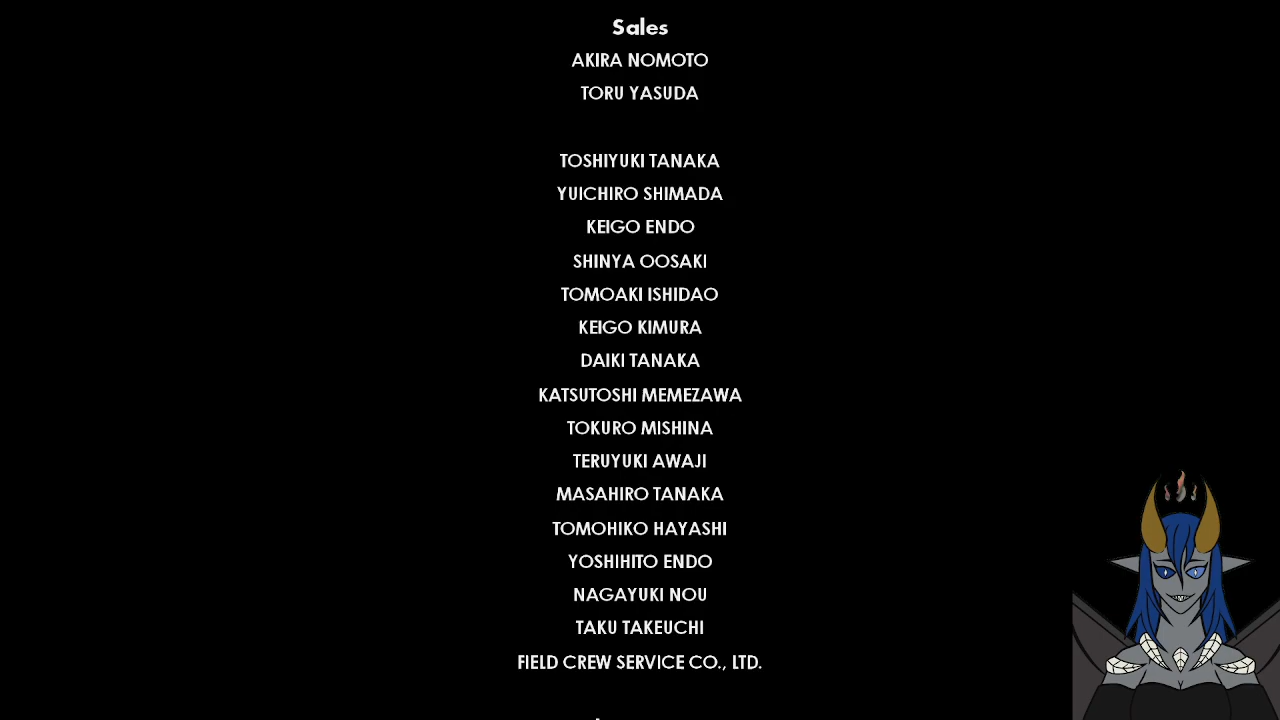 Sales
AKIRA NOMOTO
TORU YASUDA
TOSHIYUKI TANAKA
YUICHIRO SHIMADA
KEIGO ENDO
SHINYA OOSAKI
TOMOAKI ISHIDAO
KEIGO KIMURA
DAIKI TANAKA
KATSUTOSHI MEMEZAWA
TOKURO MISHINA
TERUYUKI AWAJI
MASAHIRO TANAKA
TOMOHIKO HAYASHI
YOSHIHITO ENDO
NAGAYUKI NOU
TAKU TAKEUCHI
FIELD CREW SERVICE CO., LTD.